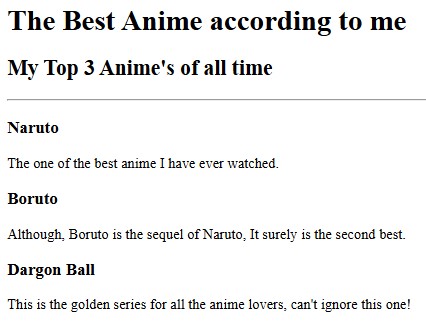 The Best Anime according to me
My Top 3 Anime's of all time
Naruto
The one of the best anime I have ever watched.
Boruto
Although, Boruto is the sequel of Naruto, It surely is the second best.
Dargon Ball
This is the golden series for all the anime lovers, can't ignore this one!